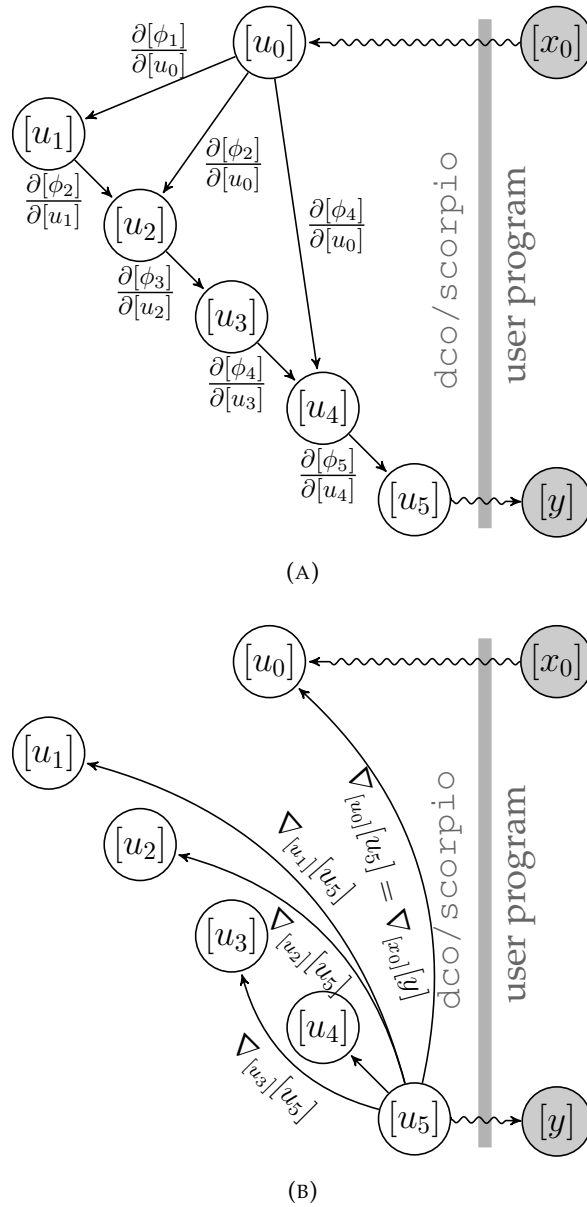 [u₀]
[x₀]
∂[ϕ₁]
∂[u₀]
[u₁]
∂[ϕ₂]
∂[u₁]
∂[ϕ₂]
∂[u₀]
[u₂]
∂[ϕ₄]
∂[u₀]
∂[ϕ₃]
∂[u₂]
[u₃]
∂[ϕ₄]
∂[u₃]
[u₄]
∂[ϕ₅]
∂[u₄]
[u₅]
[y]
dco/scorpio
user program
(A)
[u₀]
[x₀]
[u₁]
[u₂]
[u₃]
[u₄]
[u₅]
[y]
∇[u₀][u₅] = ∇[x₀][y]
∇[u₁][u₅]
∇[u₂][u₅]
∇[u₃][u₅]
dco/scorpio
user program
(B)